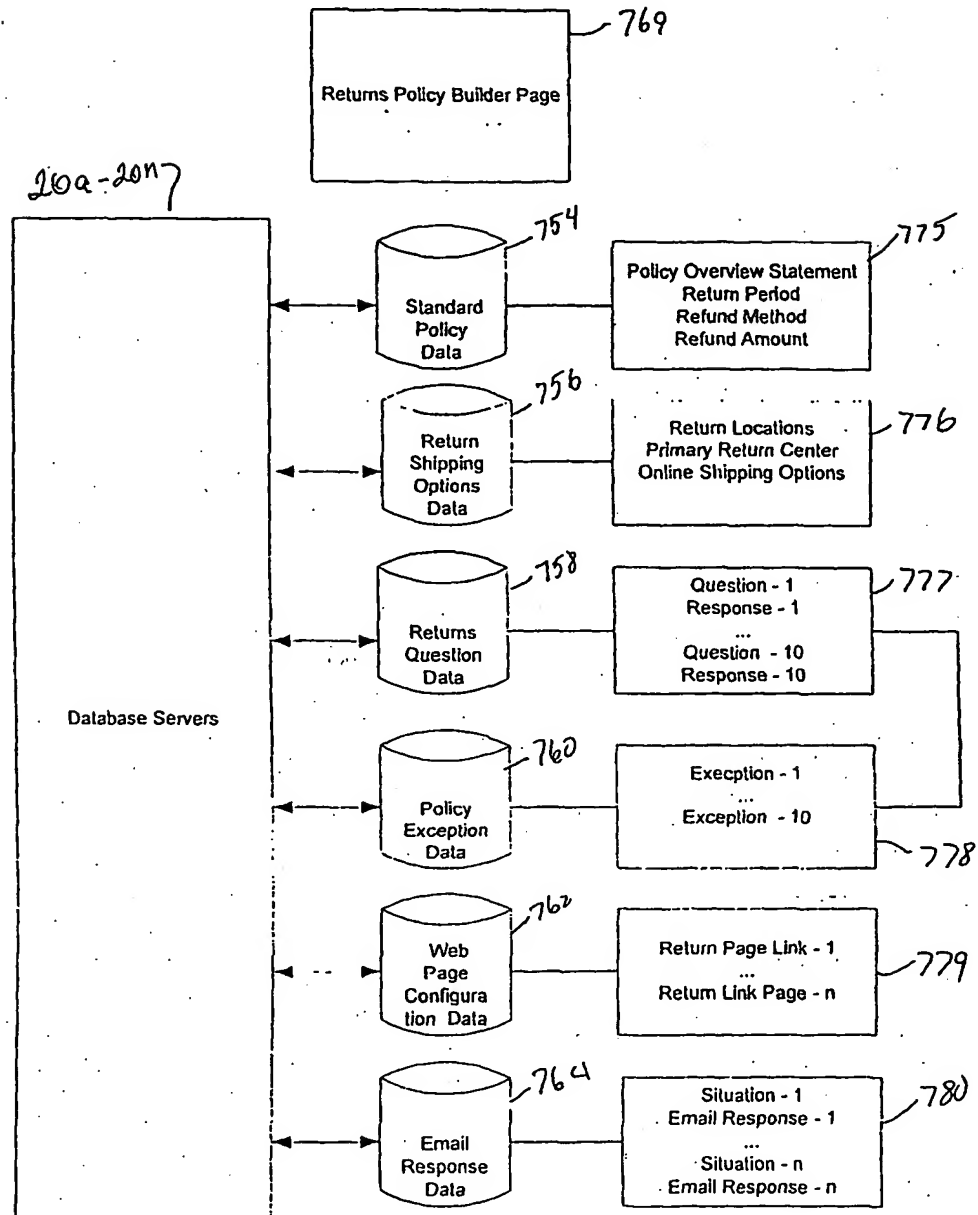 769
Returns Policy Builder Page
20a-20n
754
Standard
Policy
Data
775
Policy Overview Statement
Return Period
Refund Method
Refund Amount
756
Return
Shipping
Options
Data
776
Return Locations
Primary Return Center
Online Shipping Options
758
Returns
Question
Data
777
Question - 1
Response - 1
...
Question - 10
Response - 10
Database Servers
760
Policy
Exception
Data
Execption - 1
...
Exception - 10
778
762
Web
Page
Configura
tion Data
Return Page Link - 1
...
Return Link Page - n
779
764
Email
Response
Data
Situation - 1
Email Response - 1
...
Situation - n
Email Response - n
780